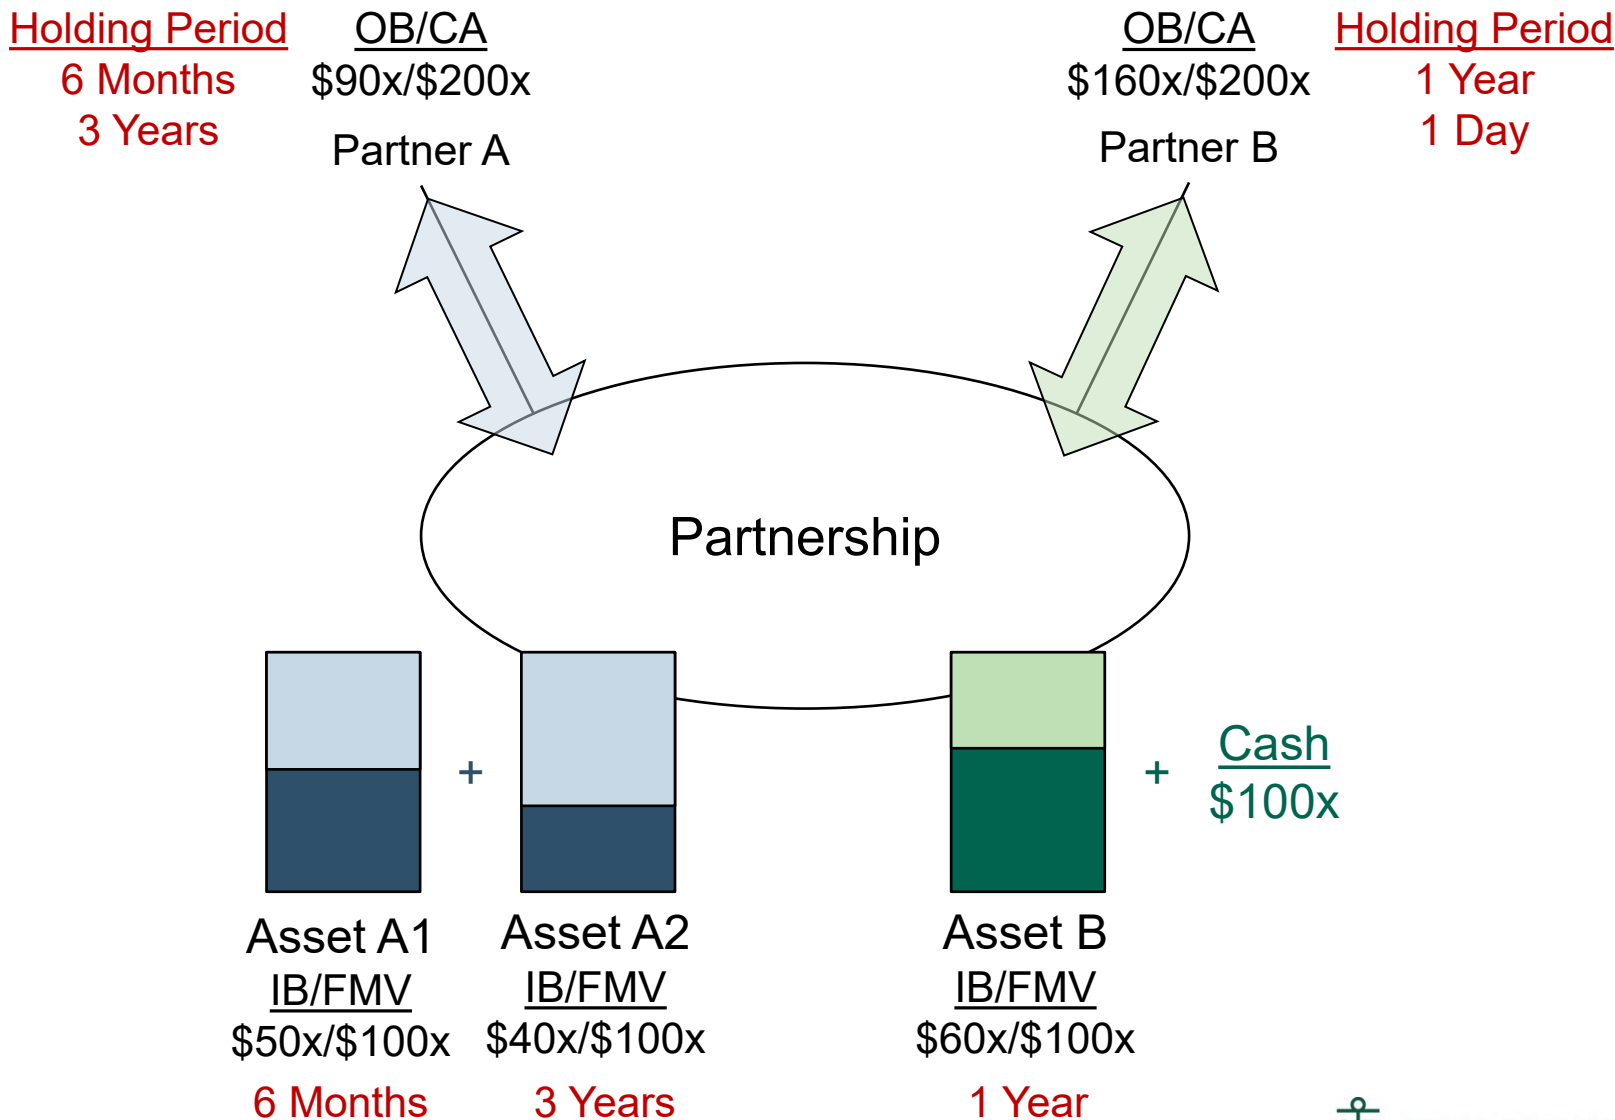 Holding Period
6 Months
3 Years
OB/CA
$90x/$200x
Partner A
OB/CA
$160x/$200x
Partner B
Holding Period
1 Year
1 Day
Partnership
+
+
Cash
$100x
Asset A1
IB/FMV
$50x/$100x
6 Months
Asset A2
IB/FMV
$40x/$100x
3 Years
Asset B
IB/FMV
$60x/$100x
1 Year